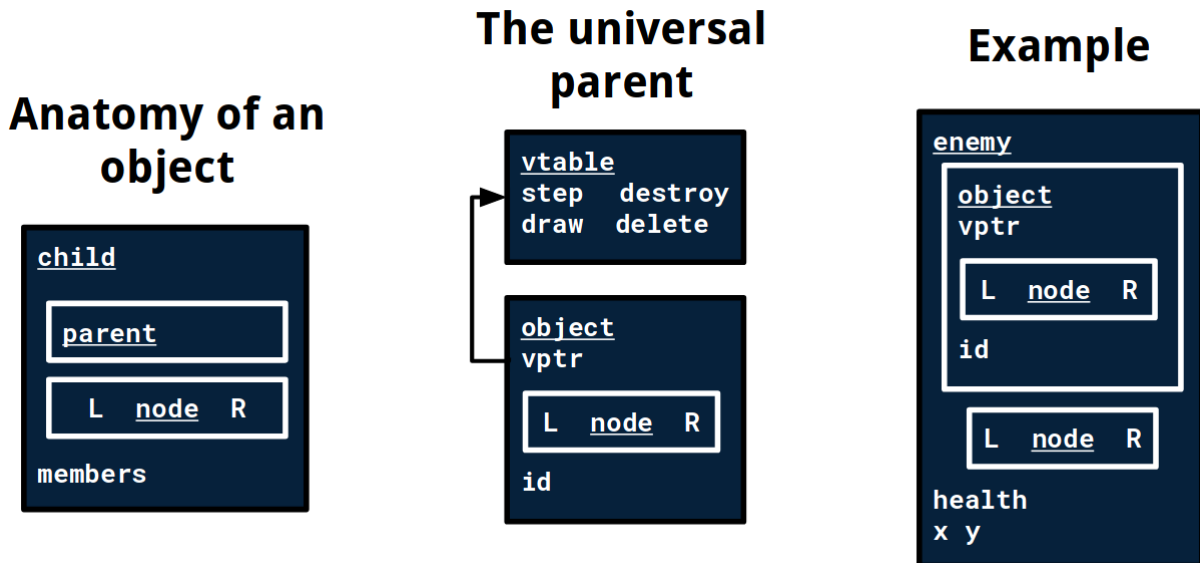 Anatomy of an
object
child
parent
L node R
members
The universal
parent
vtable
step destroy
draw delete
object
vptr
L node R
id
Example
enemy
object
vptr
L node R
id
L node R
health
x y